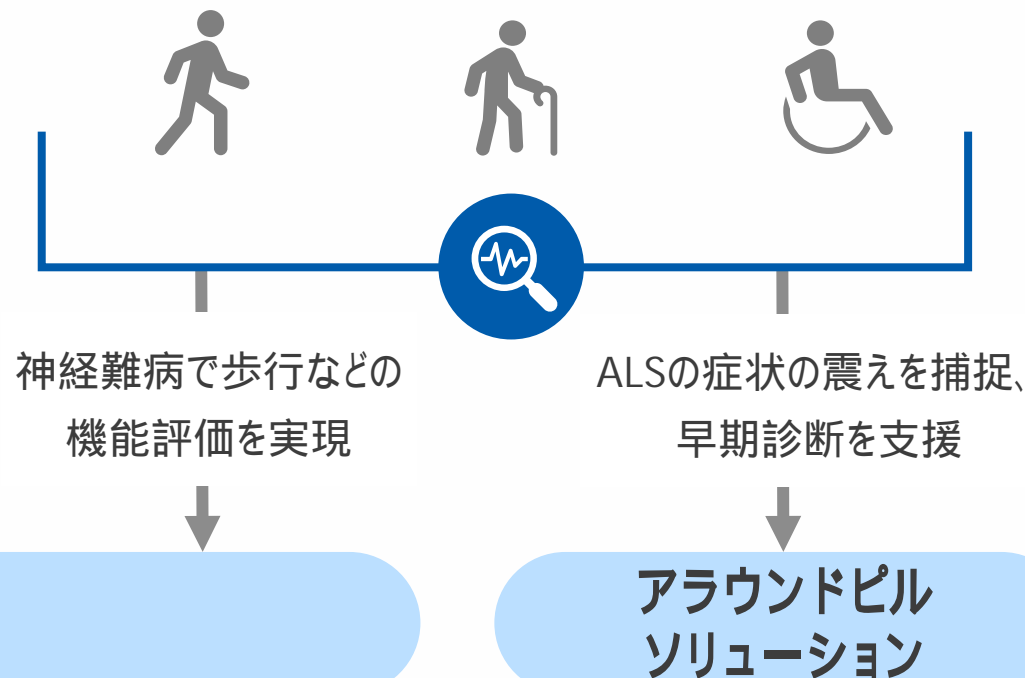 神経難病で歩行などの
機能評価を実現
ALSの症状の震えを捕捉、
早期診断を支援
アラウンドピル
ソリューション